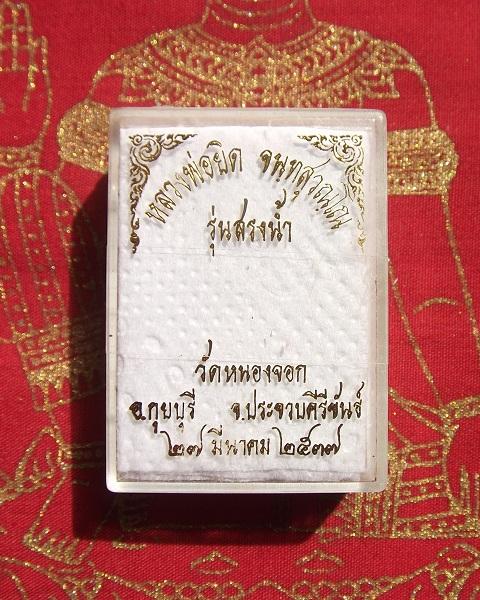 หลวงพ่อยิด จนฺทสุวณฺโณ
รุ่นสรงน้ำ
วัดหนองจอก
อ.กุยบุรี จ.ประจวบคีรีขันธ์
๒๗ มีนาคม ๒๕๓๗